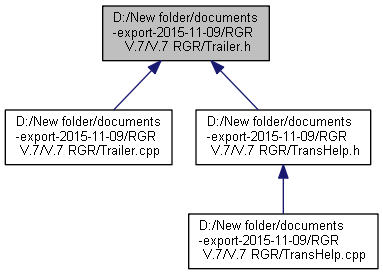 D:/New folder/documents
-export-2015-11-09/RGR
V.7/V.7 RGR/Trailer.h
D:/New folder/documents
-export-2015-11-09/RGR
V.7/V.7 RGR/Trailer.cpp
D:/New folder/documents
-export-2015-11-09/RGR
V.7/V.7 RGR/TransHelp.h
D:/New folder/documents
-export-2015-11-09/RGR
V.7/V.7 RGR/TransHelp.cpp